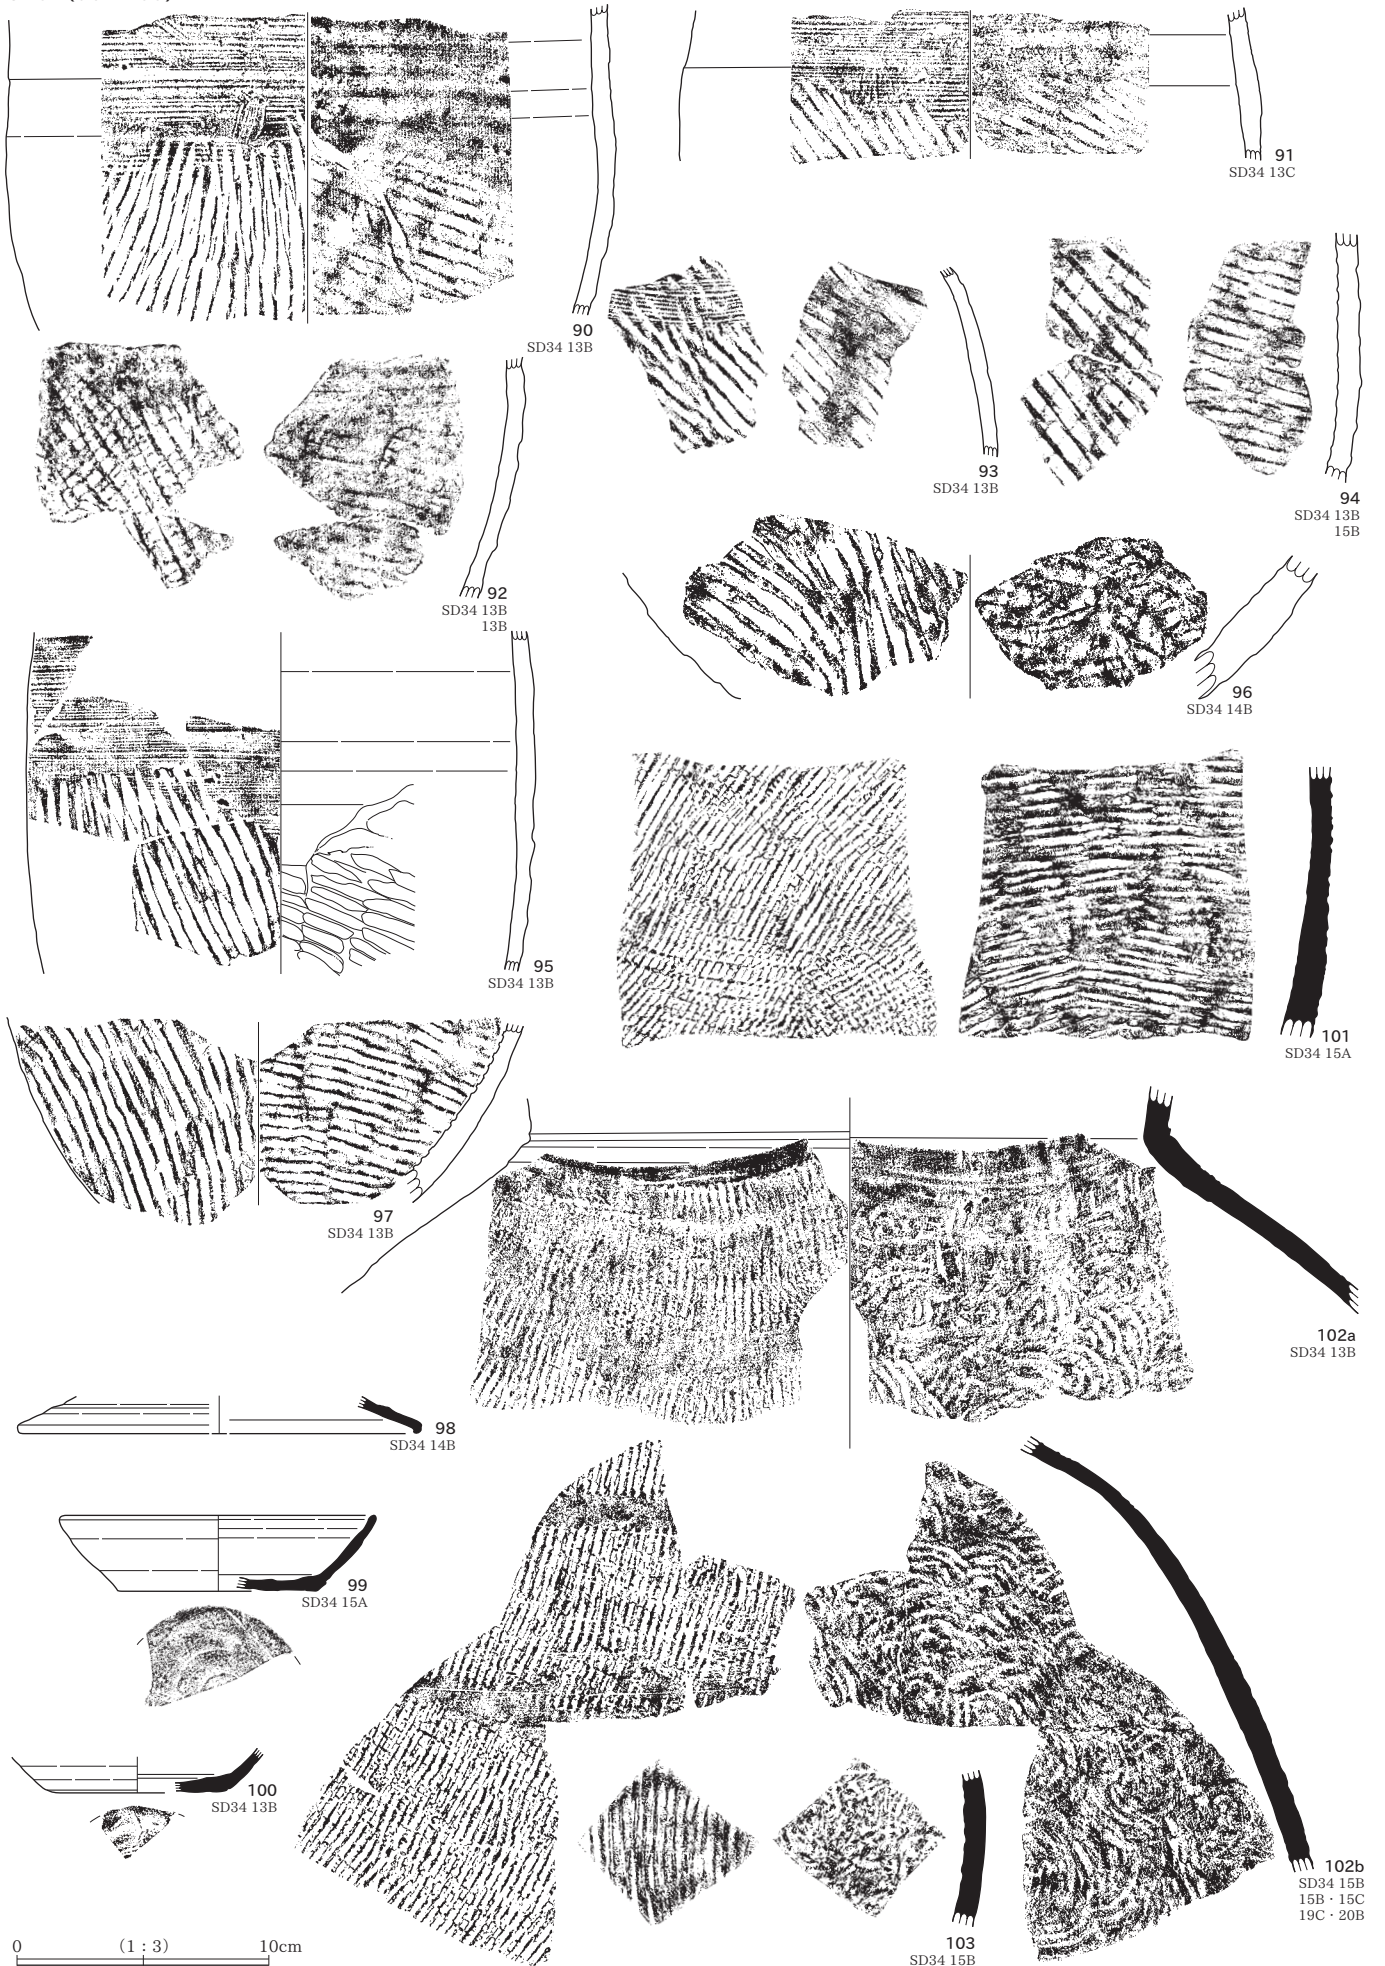 90
SD34 13B
91
SD34 13C
92
SD34 13B
13B
93
SD34 13B
94
SD34 13B
15B
95
SD34 13B
96
SD34 14B
97
SD34 13B
101
SD34 15A
102a
SD34 13B
98
SD34 14B
99
SD34 15A
100
SD34 13B
103
SD34 15B
102b
SD34 15B
15B・15C
19C・20B
0 (1:3) 10cm